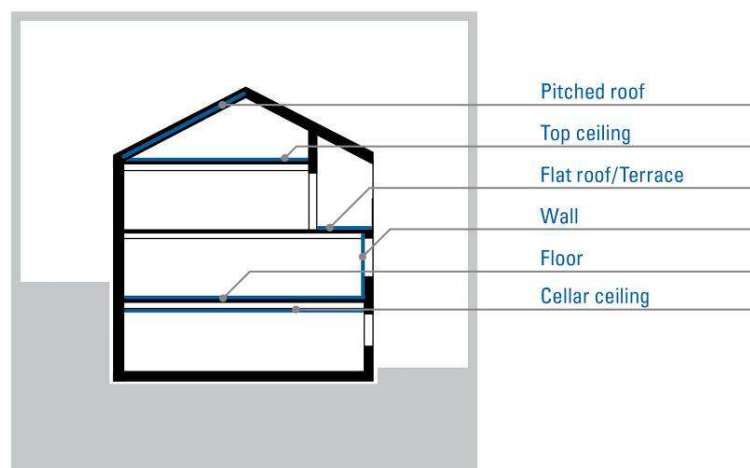 Pitched roof
Top ceiling
Flat roof/Terrace
Wall
Floor
Cellar ceiling